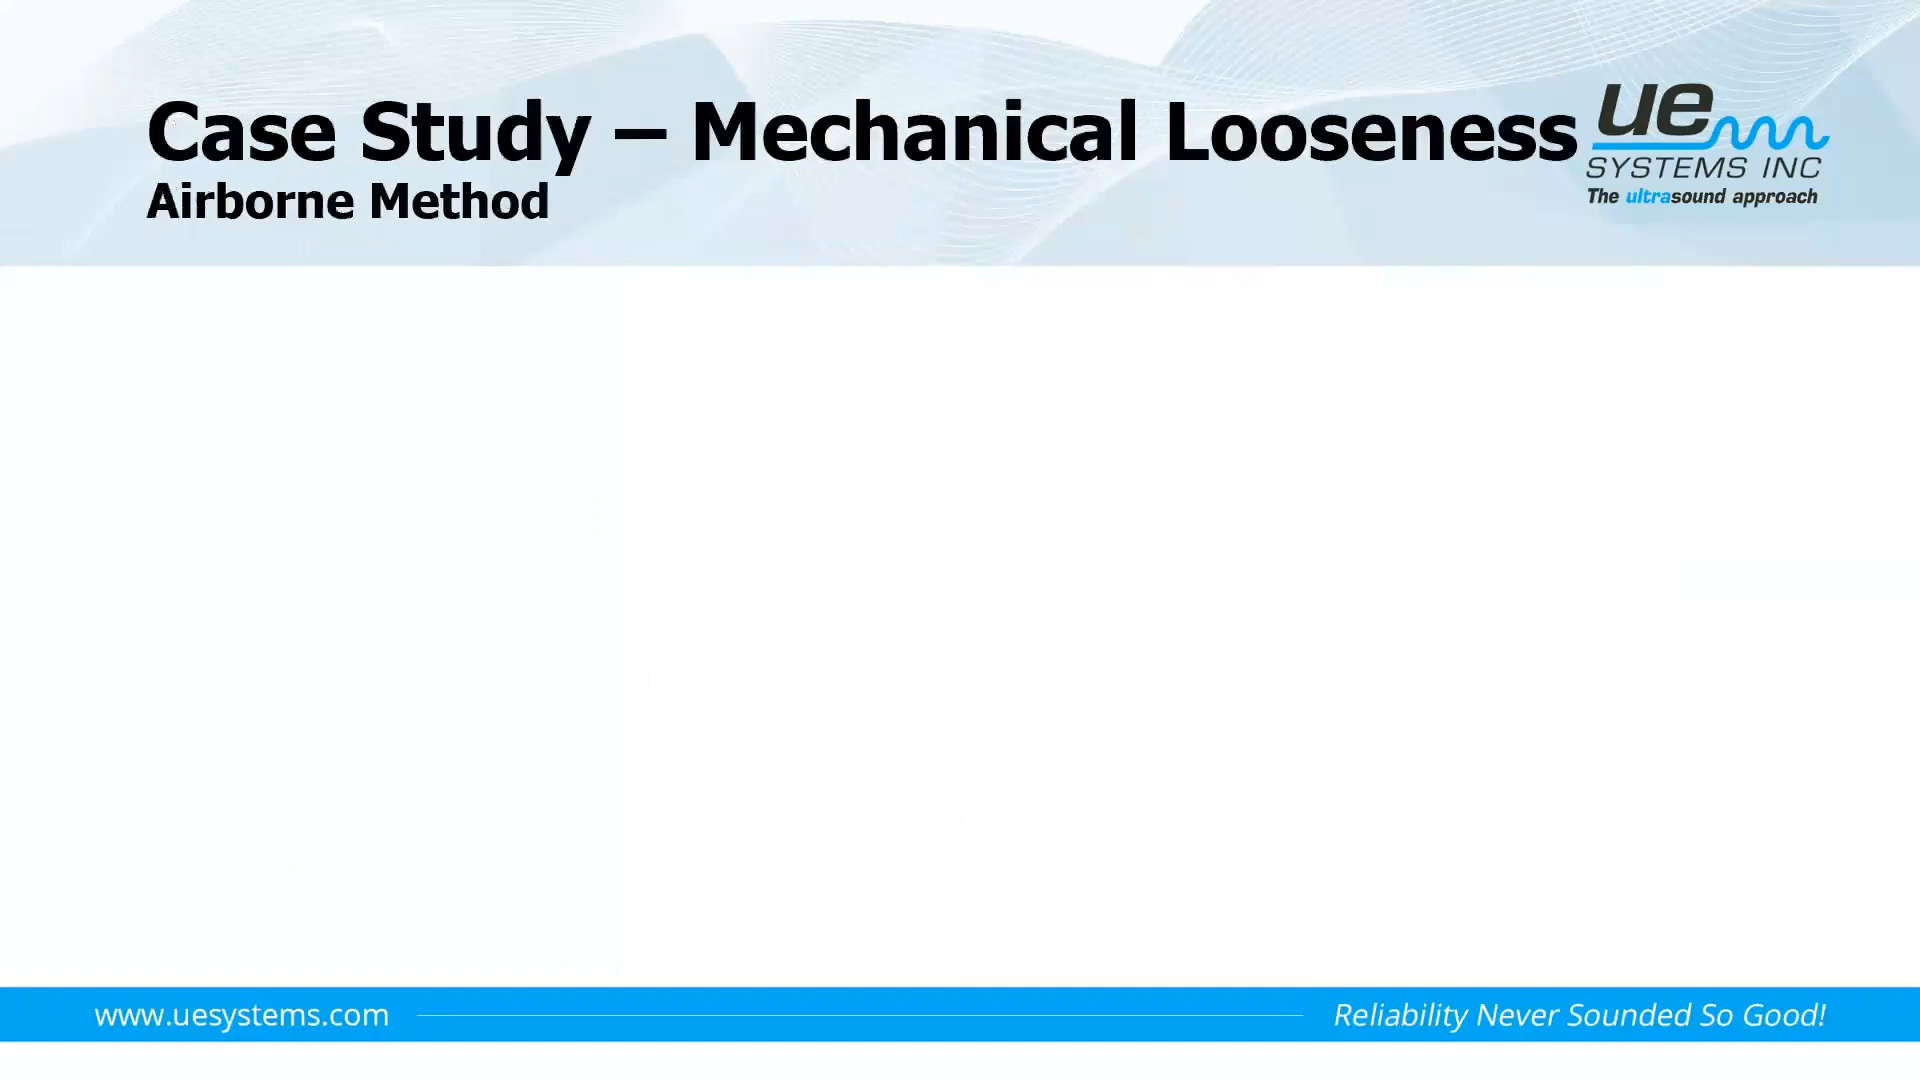 Case Study – Mechanical Looseness
Airborne Method
ue
SYSTEMS INC
The ultrasound approach
www.uesystems.com
Reliability Never Sounded So Good!